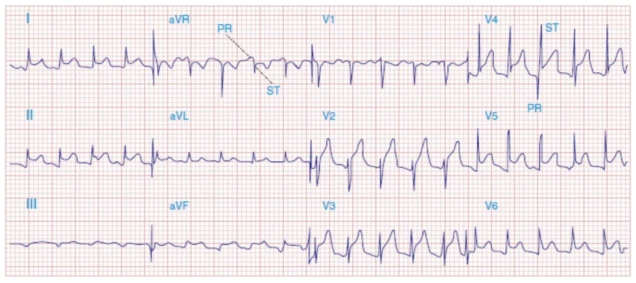 I aVR V1 V4
PR ST
ST
II aVL V2 V5
PR
III aVF V3 V6